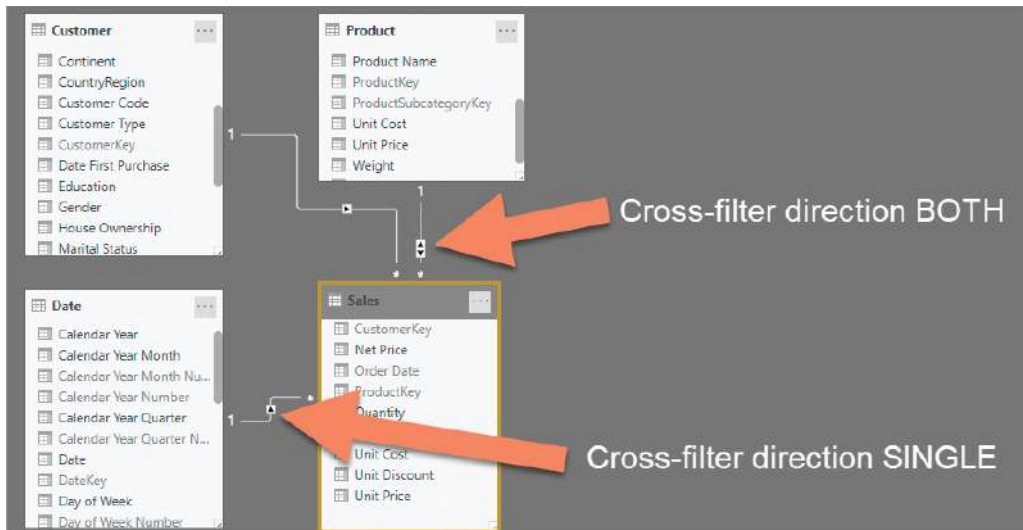 Customer
Continent
CountryRegion
Customer Code
Customer Type
CustomerKey
Date First Purchase
Education
Gender
House Ownership
Marital Status
Product
Product Name
ProductKey
ProductSubcategoryKey
Unit Cost
Unit Price
Weight
1
1
Cross-filter direction BOTH
* *
Date
Calendar Year
Calendar Year Month
Calendar Year Month Nu...
Calendar Year Number
Calendar Year Quarter
Calendar Year Quarter N...
Date
DateKey
Day of Week
Day of Week Number
1
*
Sales
CustomerKey
Net Price
Order Date
ProductKey
Quantity
Unit Cost
Unit Discount
Unit Price
Cross-filter direction SINGLE